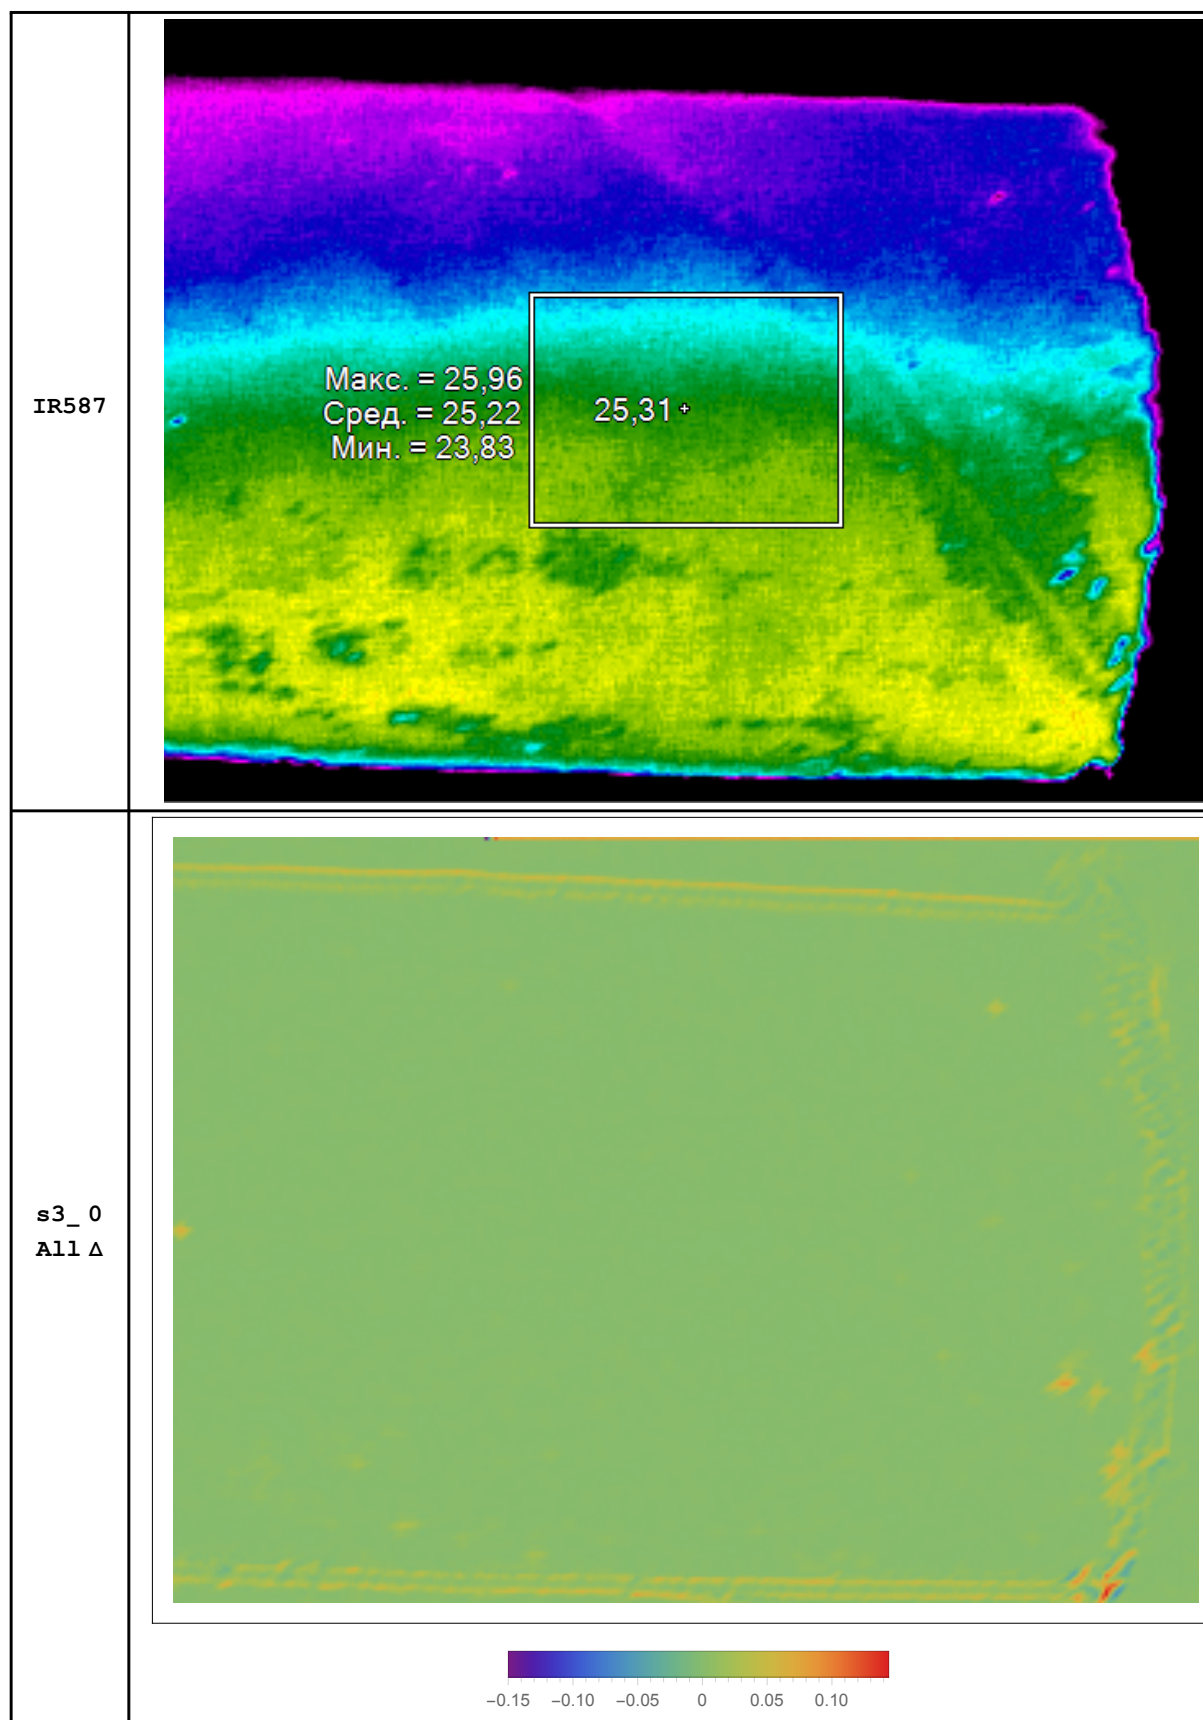 IR587
Макс. = 25,96
Сред. = 25,22
Мин. = 23,83
25,31
s3_ 0
All Δ
−0.15 −0.10 −0.05 0 0.05 0.10